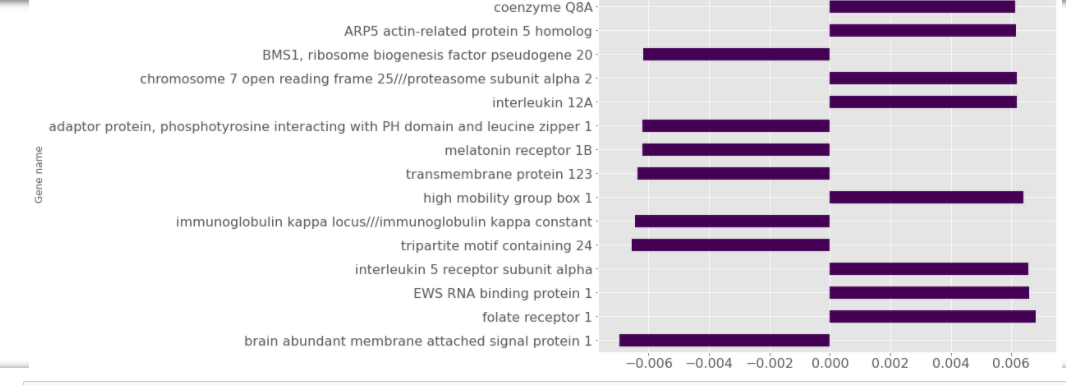 coenzyme Q8A
ARP5 actin-related protein 5 homolog
BMS1, ribosome biogenesis factor pseudogene 20
chromosome 7 open reading frame 25///proteasome subunit alpha 2
interleukin 12A
adaptor protein, phosphotyrosine interacting with PH domain and leucine zipper 1
melatonin receptor 1B
transmembrane protein 123
Gene name
high mobility group box 1
immunoglobulin kappa locus///immunoglobulin kappa constant
tripartite motif containing 24
interleukin 5 receptor subunit alpha
EWS RNA binding protein 1
folate receptor 1
brain abundant membrane attached signal protein 1
−0.006 −0.004 −0.002 0.000 0.002 0.004 0.006